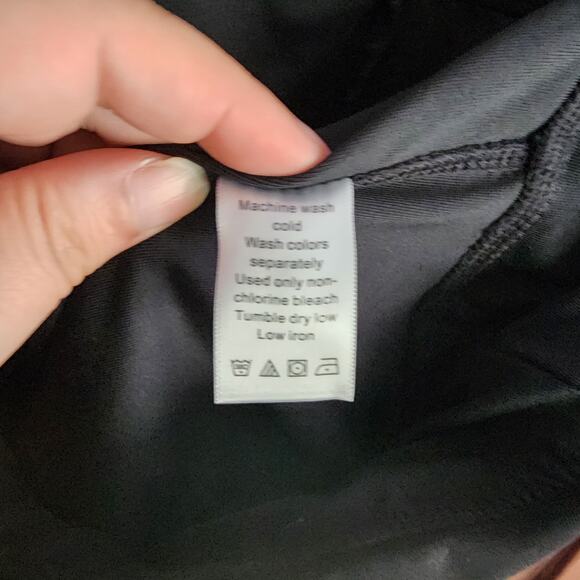 Machine wash
cold
Wash colors
separately
Used only non-
chlorine bleach
Tumble dry low
Low iron